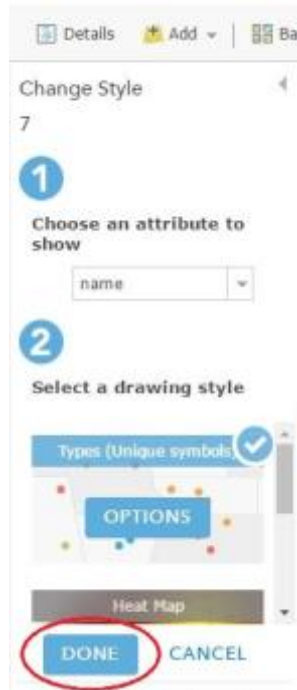 Details Add Ba
Change Style
7
1
Choose an attribute to
show
name
2
Select a drawing style
Types (Unique symbols)
OPTIONS
Heat Map
DONE CANCEL